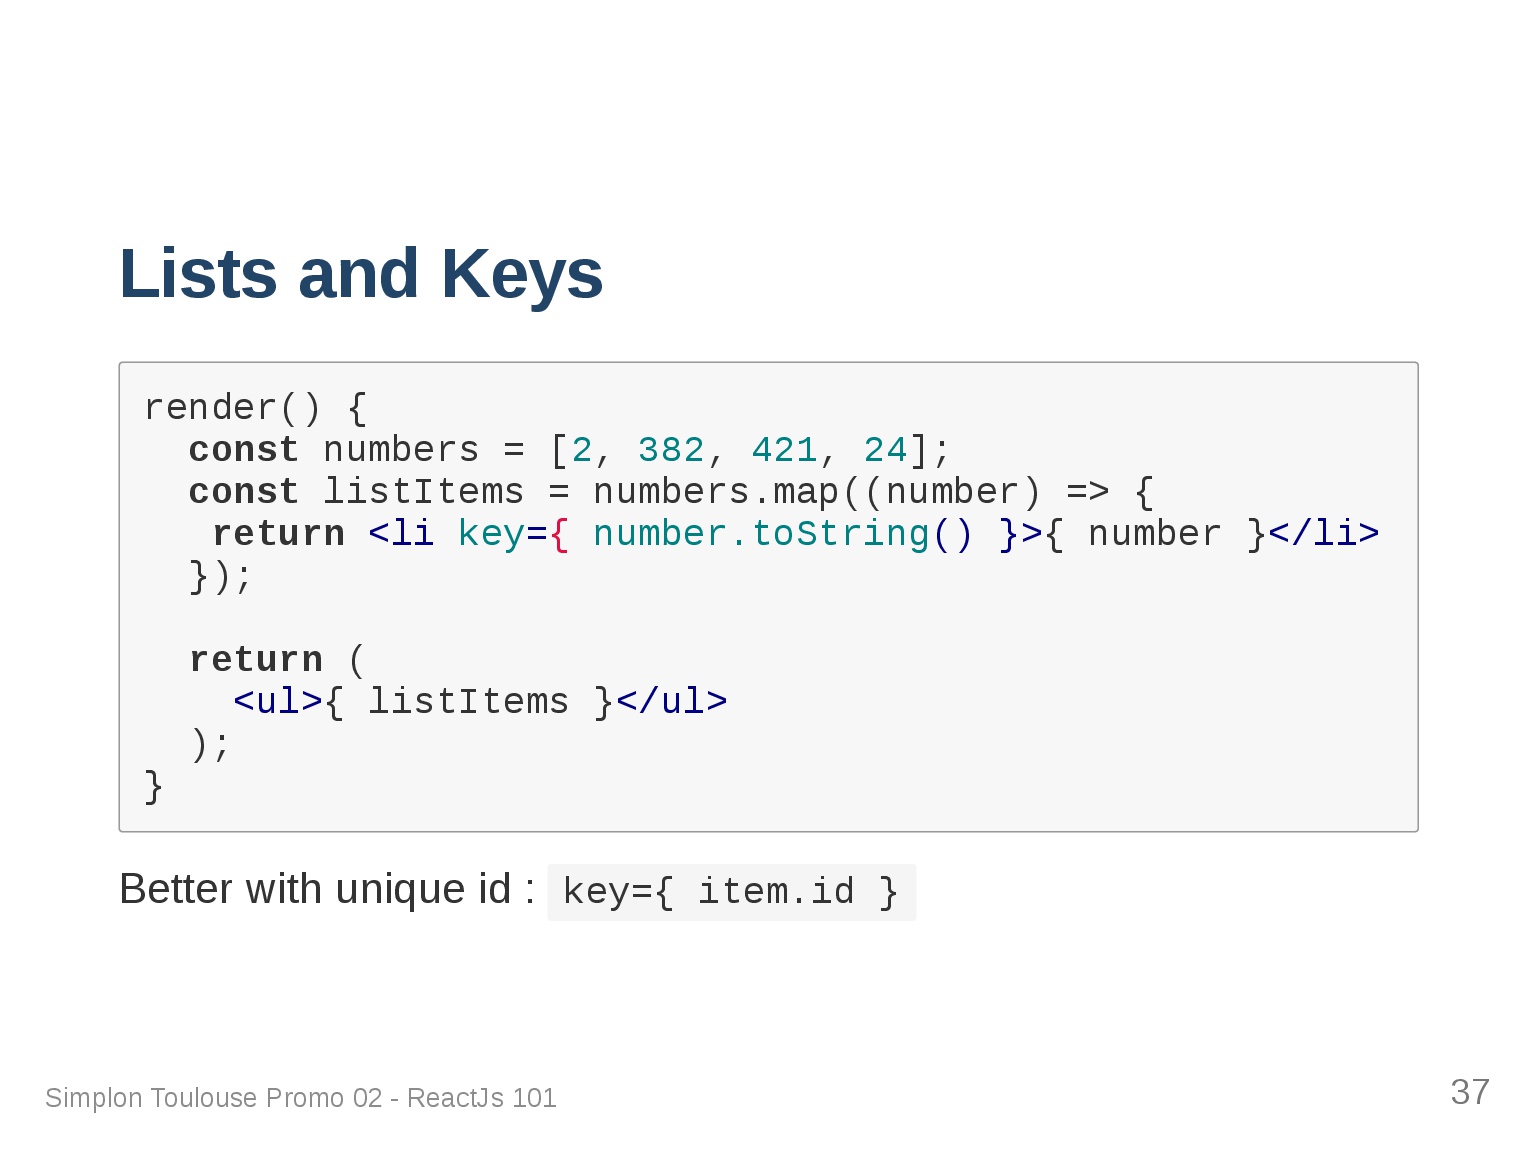 Lists and Keys
render() {
  const numbers = [2, 382, 421, 24];
  const listItems = numbers.map((number) => {
   return <li key={ number.toString() }>{ number }</li>
  });

  return (
    <ul>{ listItems }</ul>
  );
}
Better with unique id : key={ item.id }
Simplon Toulouse Promo 02 - ReactJs 101
37